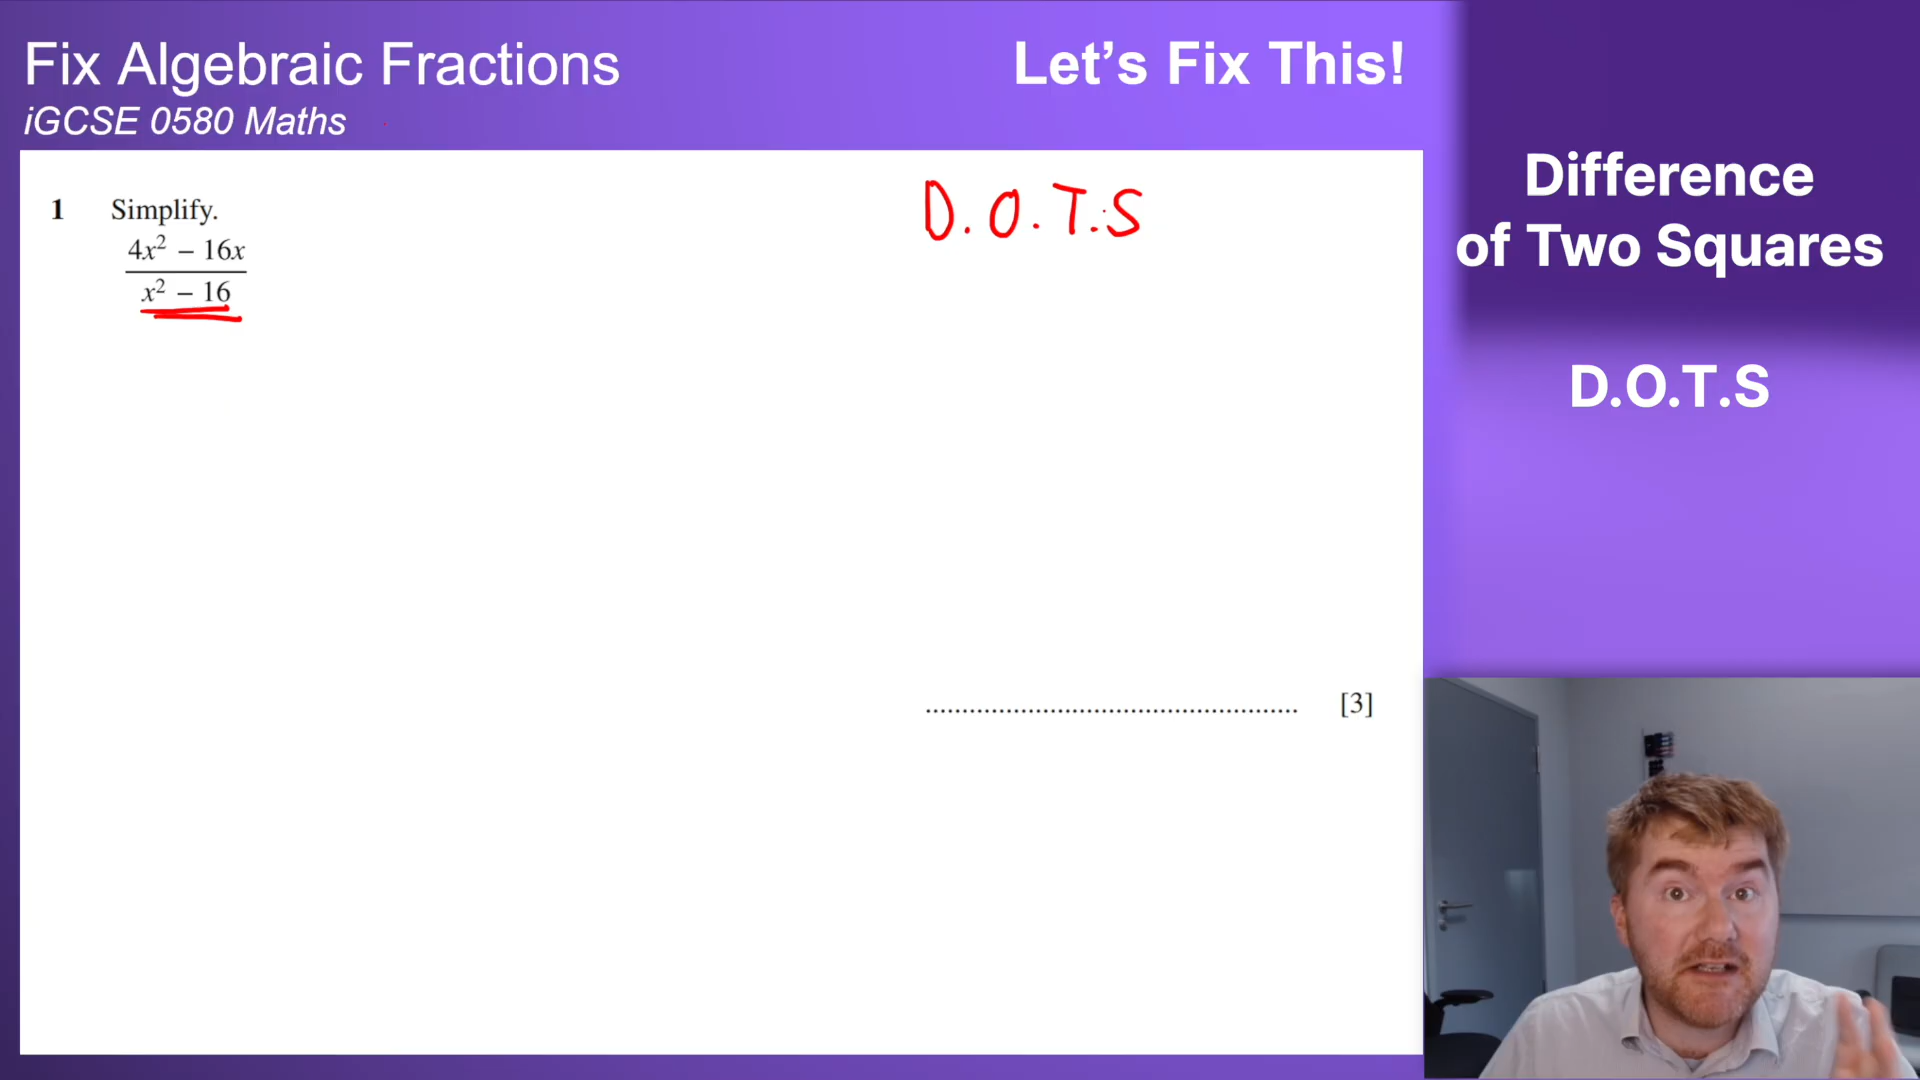 Fix Algebraic Fractions
iGCSE 0580 Maths
Let's Fix This!
Difference
of Two Squares
D.O.T.S
D.O.T.S
1 Simplify.
4x² – 16x
x² – 16
.................................................. [3]